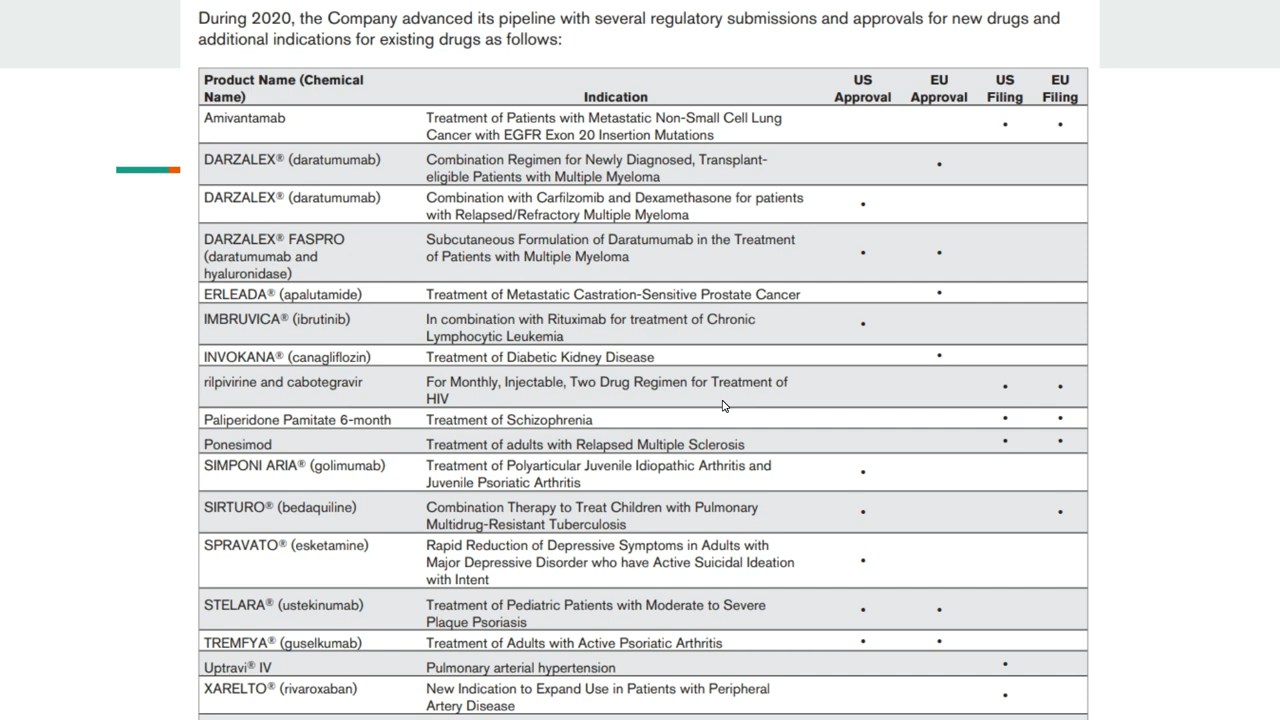 During 2020, the Company advanced its pipeline with several regulatory submissions and approvals for new drugs and
additional indications for existing drugs as follows:
Product Name (Chemical Name) Indication US Approval EU Approval US Filing EU Filing
Amivantamab Treatment of Patients with Metastatic Non-Small Cell Lung
Cancer with EGFR Exon 20 Insertion Mutations • •
DARZALEX® (daratumumab) Combination Regimen for Newly Diagnosed, Transplant-
eligible Patients with Multiple Myeloma •
DARZALEX® (daratumumab) Combination with Carfilzomib and Dexamethasone for patients
with Relapsed/Refractory Multiple Myeloma •
DARZALEX® FASPRO Subcutaneous Formulation of Daratumumab in the Treatment
(daratumumab and of Patients with Multiple Myeloma • •
hyaluronidase)
ERLEADA® (apalutamide) Treatment of Metastatic Castration-Sensitive Prostate Cancer •
IMBRUVICA® (ibrutinib) In combination with Rituximab for treatment of Chronic
Lymphocytic Leukemia •
INVOKANA® (canagliflozin) Treatment of Diabetic Kidney Disease •
rilpivirine and cabotegravir For Monthly, Injectable, Two Drug Regimen for Treatment of
HIV • •
Paliperidone Pamitate 6-month Treatment of Schizophrenia • •
Ponesimod Treatment of adults with Relapsed Multiple Sclerosis • •
SIMPONI ARIA® (golimumab) Treatment of Polyarticular Juvenile Idiopathic Arthritis and
Juvenile Psoriatic Arthritis •
SIRTURO® (bedaquiline) Combination Therapy to Treat Children with Pulmonary
Multidrug-Resistant Tuberculosis • •
SPRAVATO® (esketamine) Rapid Reduction of Depressive Symptoms in Adults with
Major Depressive Disorder who have Active Suicidal Ideation •
with Intent
STELARA® (ustekinumab) Treatment of Pediatric Patients with Moderate to Severe
Plaque Psoriasis • •
TREMFYA® (guselkumab) Treatment of Adults with Active Psoriatic Arthritis • •
Uptravi® IV Pulmonary arterial hypertension •
XARELTO® (rivaroxaban) New Indication to Expand Use in Patients with Peripheral
Artery Disease •